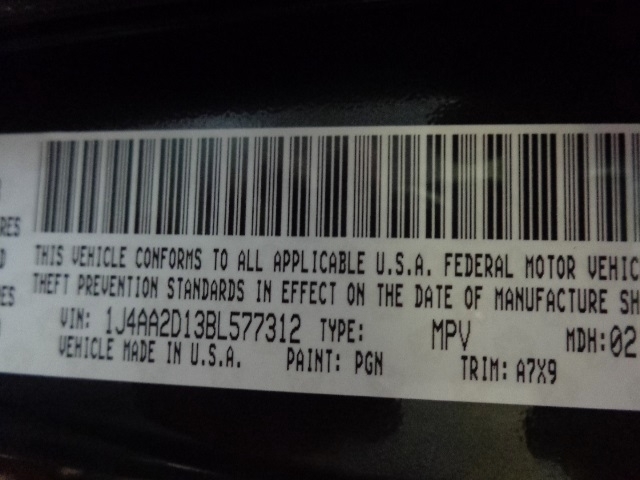 RES
THIS VEHICLE CONFORMS TO ALL APPLICABLE U.S.A. FEDERAL MOTOR VEHIC
THEFT PREVENTION STANDARDS IN EFFECT ON THE DATE OF MANUFACTURE SH
VIN: 1J4AA2D13BL577312 TYPE: MPV MDH:02
VEHICLE MADE IN U.S.A. PAINT: PGN TRIM: A7X9